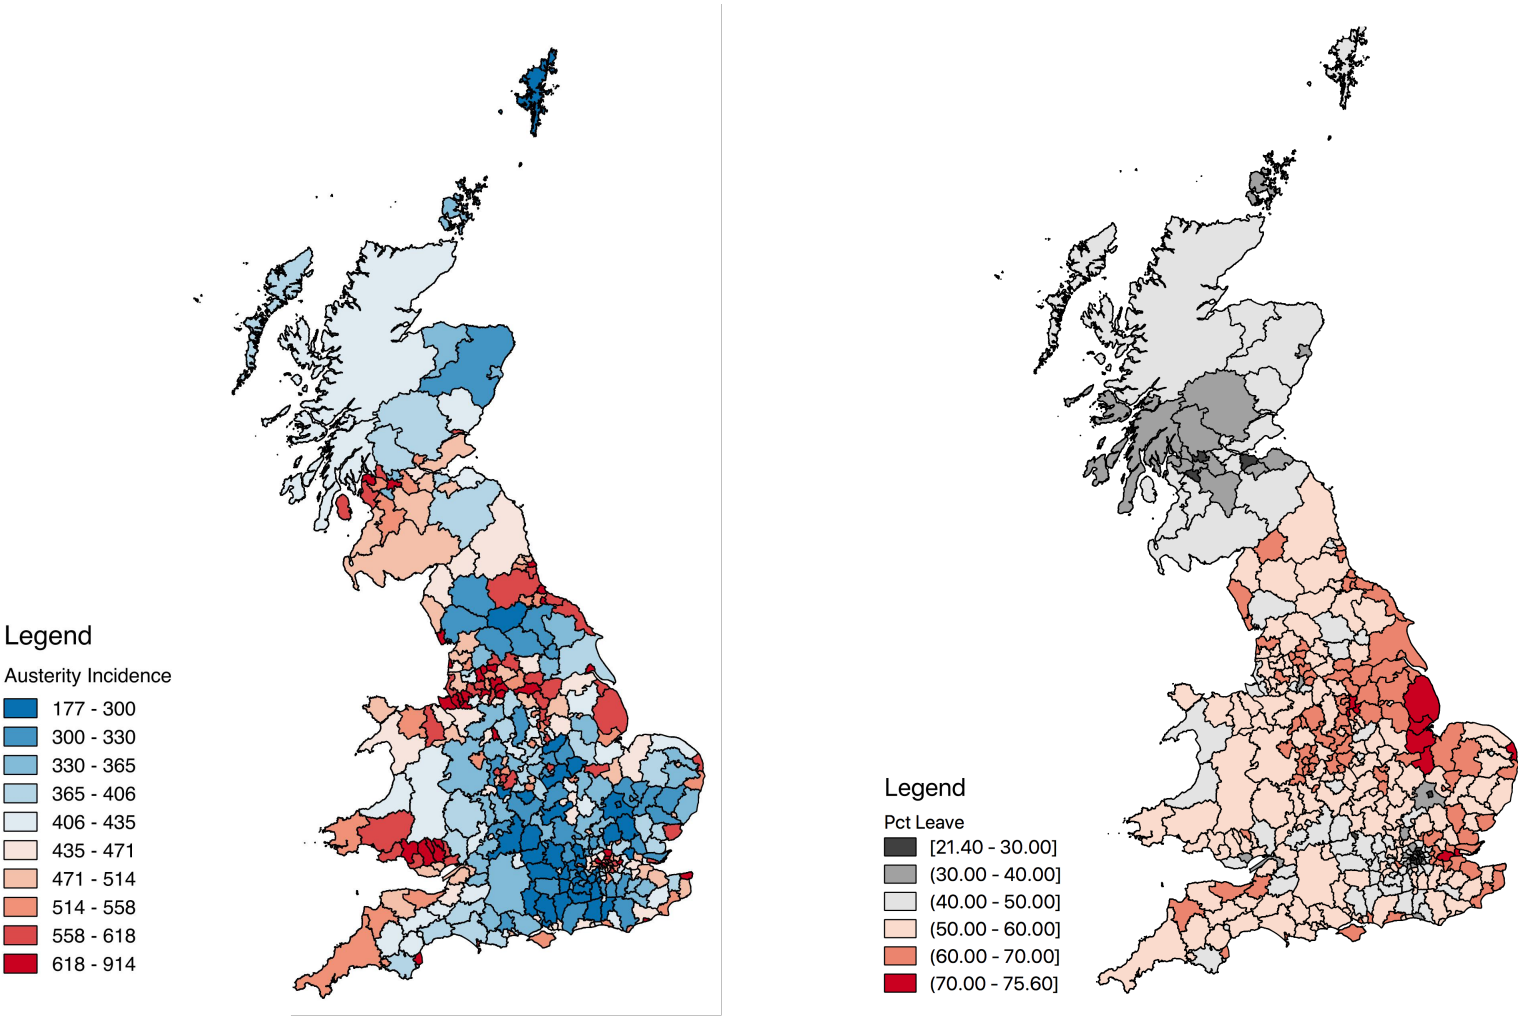 Legend
Austerity Incidence
177 - 300
300 - 330
330 - 365
365 - 406
406 - 435
435 - 471
471 - 514
514 - 558
558 - 618
618 - 914
Legend
Pct Leave
[21.40 - 30.00]
(30.00 - 40.00]
(40.00 - 50.00]
(50.00 - 60.00]
(60.00 - 70.00]
(70.00 - 75.60]